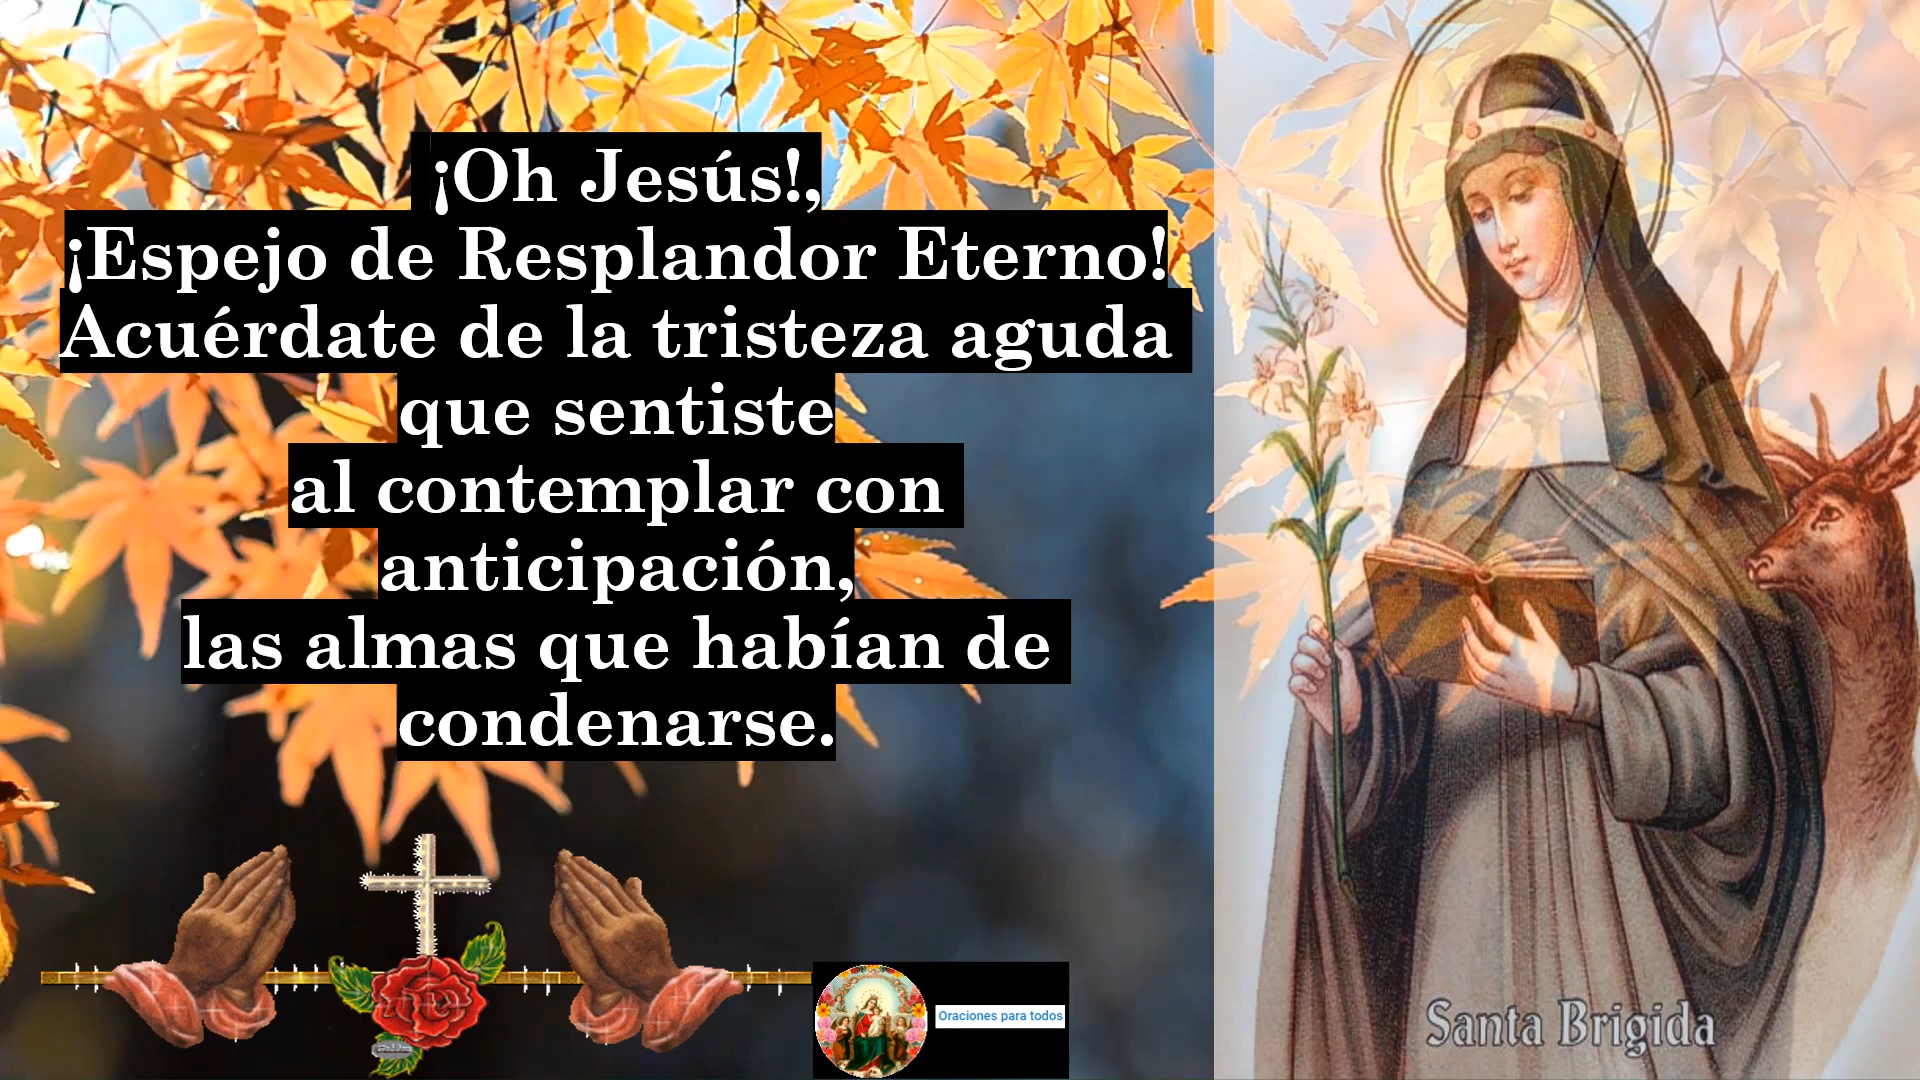 ¡Oh Jesús!,
¡Espejo de Resplandor Eterno!
Acuérdate de la tristeza aguda
que sentiste
al contemplar con
anticipación,
las almas que habían de
condenarse.
Oraciones para todos
Santa Brigida